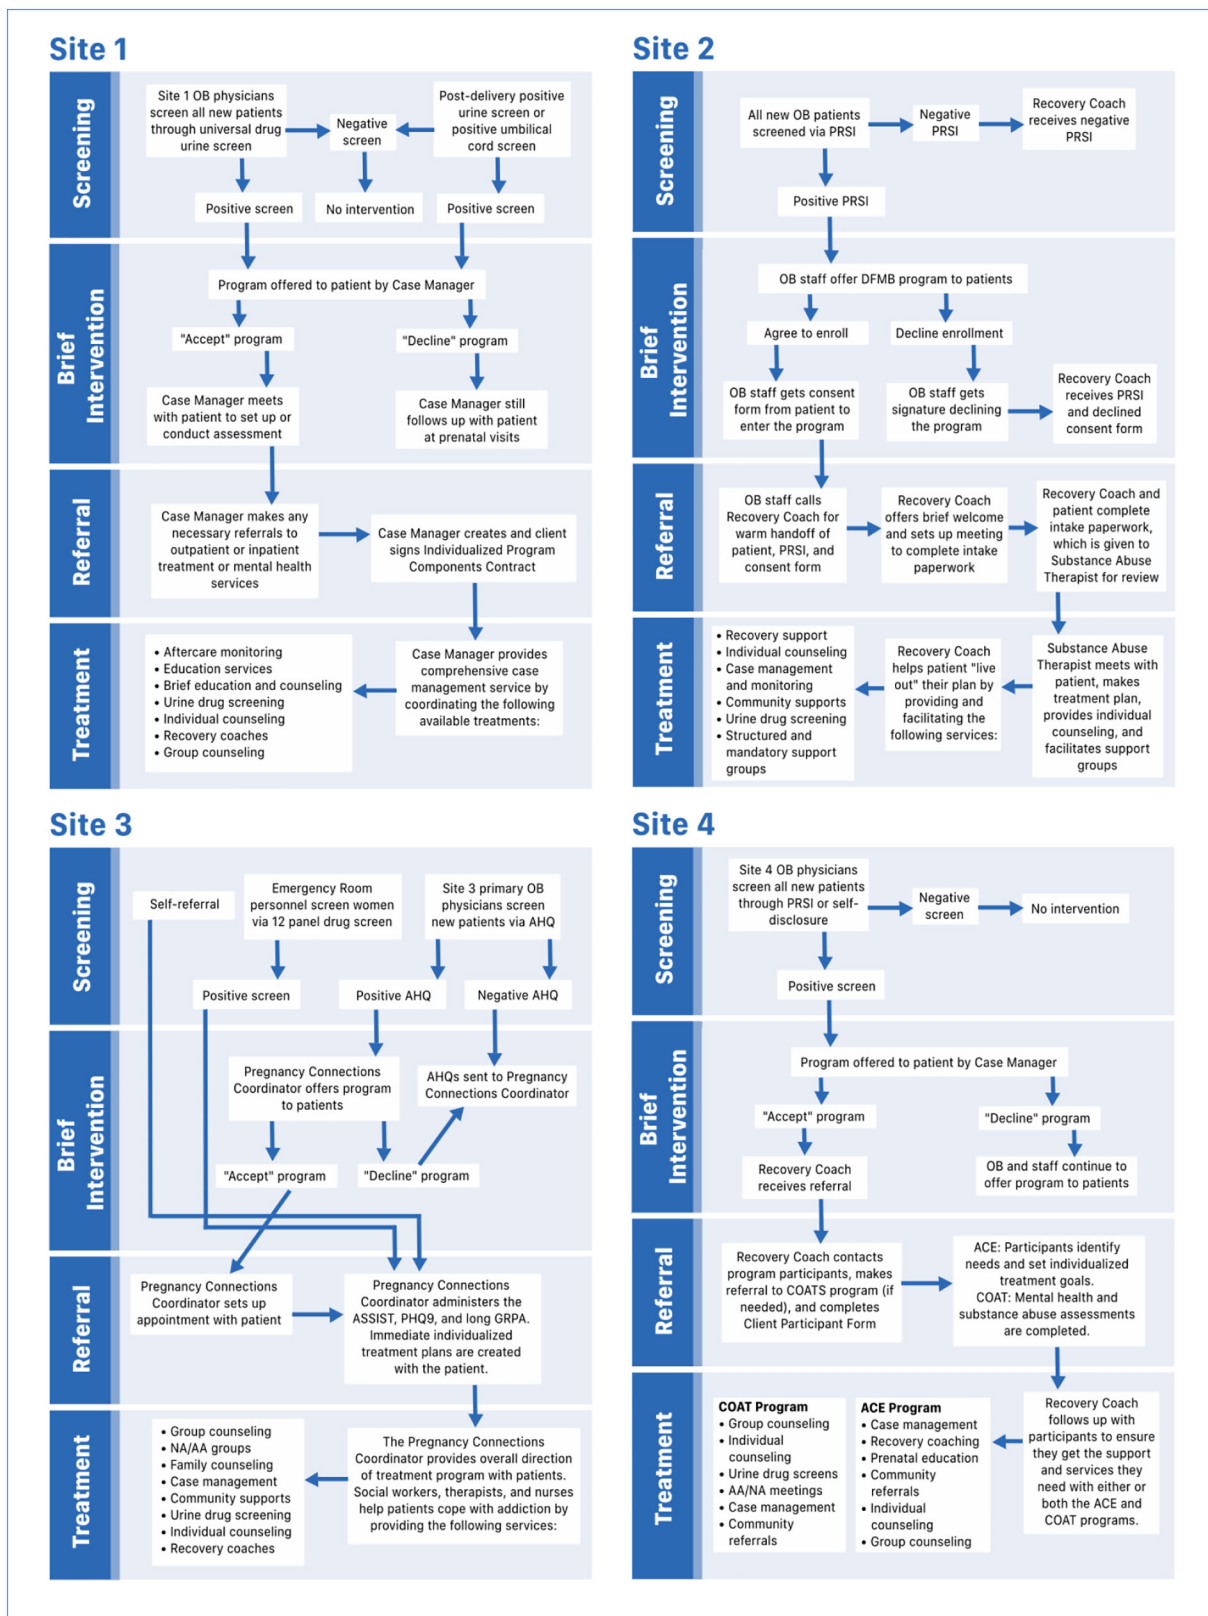 Site 1
Screening
Site 1 OB physicians
screen all new patients
through universal drug
urine screen
Negative
screen
Post-delivery positive
urine screen or
positive umbilical
cord screen
Positive screen
No intervention
Positive screen
Brief
Intervention
Program offered to patient by Case Manager
"Accept" program
"Decline" program
Case Manager meets
with patient to set up or
conduct assessment
Case Manager still
follows up with patient
at prenatal visits
Referral
Case Manager makes any
necessary referrals to
outpatient or inpatient
treatment or mental health
services
Case Manager creates and client
signs Individualized Program
Components Contract
Treatment
• Aftercare monitoring
• Education services
• Brief education and counseling
• Urine drug screening
• Individual counseling
• Recovery coaches
• Group counseling
Case Manager provides
comprehensive case
management service by
coordinating the following
available treatments:
Site 2
Screening
All new OB patients
screened via PRSI
Negative
PRSI
Recovery Coach
receives negative
PRSI
Positive PRSI
Brief
Intervention
OB staff offer DFMB program to patients
Agree to enroll
Decline enrollment
OB staff gets consent
form from patient to
enter the program
OB staff gets
signature declining
the program
Recovery Coach
receives PRSI
and declined
consent form
Referral
OB staff calls
Recovery Coach for
warm handoff of
patient, PRSI, and
consent form
Recovery Coach
offers brief welcome
and sets up meeting
to complete intake
paperwork
Recovery Coach and
patient complete
intake paperwork,
which is given to
Substance Abuse
Therapist for review
Treatment
• Recovery support
• Individual counseling
• Case management
and monitoring
• Community supports
• Urine drug screening
• Structured and
mandatory support
groups
Recovery Coach
helps patient "live
out" their plan by
providing and
facilitating the
following services:
Substance Abuse
Therapist meets with
patient, makes
treatment plan,
provides individual
counseling, and
facilitates support
groups
Site 3
Screening
Self-referral
Emergency Room
personnel screen women
via 12 panel drug screen
Site 3 primary OB
physicians screen
new patients via AHQ
Positive screen
Positive AHQ
Negative AHQ
Brief
Intervention
Pregnancy Connections
Coordinator offers program
to patients
AHQs sent to Pregnancy
Connections Coordinator
"Accept" program
"Decline" program
Referral
Pregnancy Connections
Coordinator sets up
appointment with patient
Pregnancy Connections
Coordinator administers the
ASSIST, PHQ9, and long GRPA.
Immediate individualized
treatment plans are created
with the patient.
Treatment
• Group counseling
• NA/AA groups
• Family counseling
• Case management
• Community supports
• Urine drug screening
• Individual counseling
• Recovery coaches
The Pregnancy Connections
Coordinator provides overall direction
of treatment program with patients.
Social workers, therapists, and nurses
help patients cope with addiction by
providing the following services:
Site 4
Screening
Site 4 OB physicians
screen all new patients
through PRSI or self-
disclosure
Negative
screen
No intervention
Positive screen
Brief
Intervention
Program offered to patient by Case Manager
"Accept" program
"Decline" program
Recovery Coach
receives referral
OB and staff continue to
offer program to patients
Referral
Recovery Coach contacts
program participants, makes
referral to COATS program (if
needed), and completes
Client Participant Form
ACE: Participants identify
needs and set individualized
treatment goals.
COAT: Mental health and
substance abuse assessments
are completed.
Treatment
COAT Program
• Group counseling
• Individual
counseling
• Urine drug screens
• AA/NA meetings
• Case management
• Community
referrals
ACE Program
• Case management
• Recovery coaching
• Prenatal education
• Community
referrals
• Individual
counseling
• Group counseling
Recovery Coach
follows up with
participants to ensure
they get the support
and services they
need with either or
both the ACE and
COAT programs.